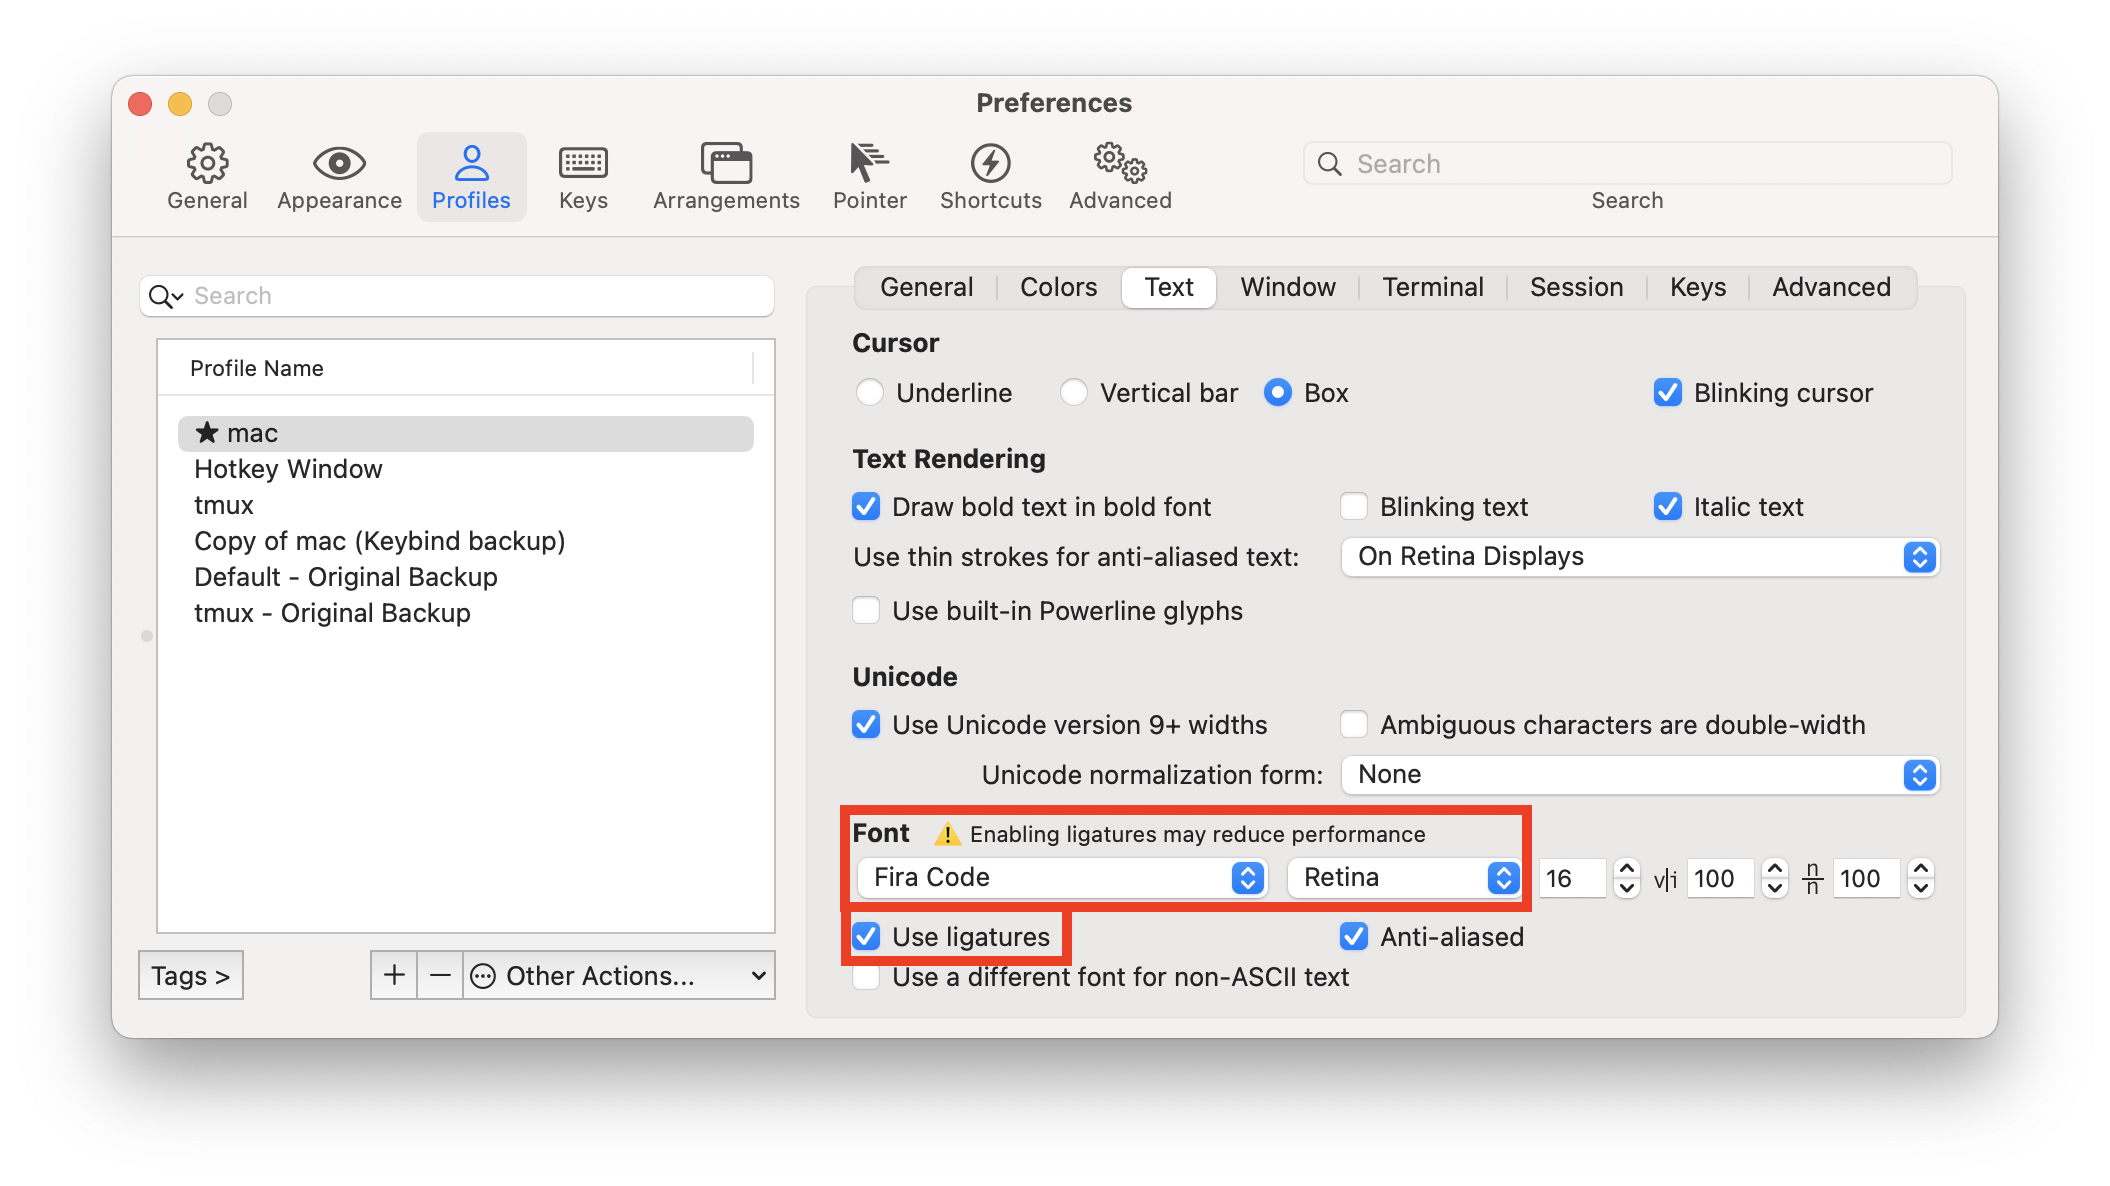 Preferences
General Appearance Profiles Keys Arrangements Pointer Shortcuts Advanced
Search
Search
Search
Profile Name
★ mac
Hotkey Window
tmux
Copy of mac (Keybind backup)
Default - Original Backup
tmux - Original Backup
Tags >
+ − Other Actions...
General Colors Text Window Terminal Session Keys Advanced
Cursor
Underline Vertical bar Box Blinking cursor
Text Rendering
Draw bold text in bold font Blinking text Italic text
Use thin strokes for anti-aliased text: On Retina Displays
Use built-in Powerline glyphs
Unicode
Use Unicode version 9+ widths Ambiguous characters are double-width
Unicode normalization form: None
Font ⚠ Enabling ligatures may reduce performance
Fira Code Retina 16 v|i 100 n/n 100
Use ligatures Anti-aliased
Use a different font for non-ASCII text